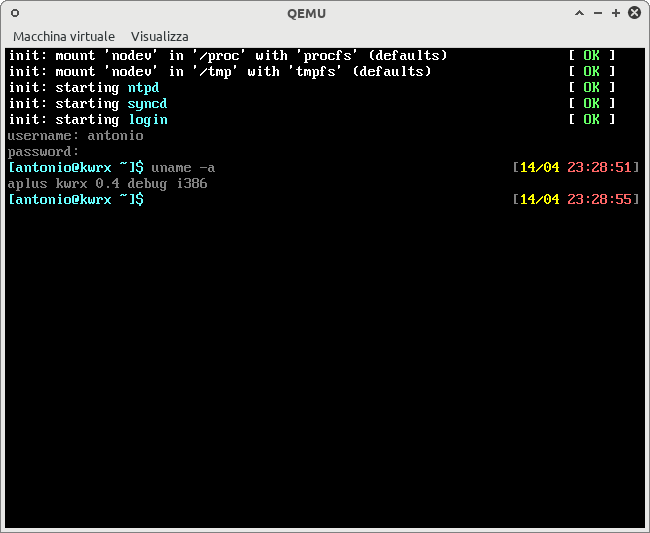 QEMU
Macchina virtuale Visualizza
init: mount 'nodev' in '/proc' with 'procfs' (defaults) [ OK ]
init: mount 'nodev' in '/tmp' with 'tmpfs' (defaults) [ OK ]
init: starting ntpd [ OK ]
init: starting syncd [ OK ]
init: starting login [ OK ]
username: antonio
password:
[antonio@kwrx ~]$ uname -a [14/04 23:28:51]
aplus kwrx 0.4 debug i386
[antonio@kwrx ~]$ [14/04 23:28:55]